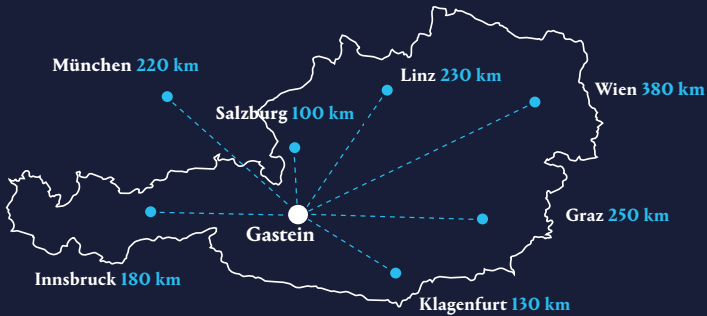 München 220 km
Linz 230 km
Wien 380 km
Salzburg 100 km
Graz 250 km
Gastein
Innsbruck 180 km
Klagenfurt 130 km